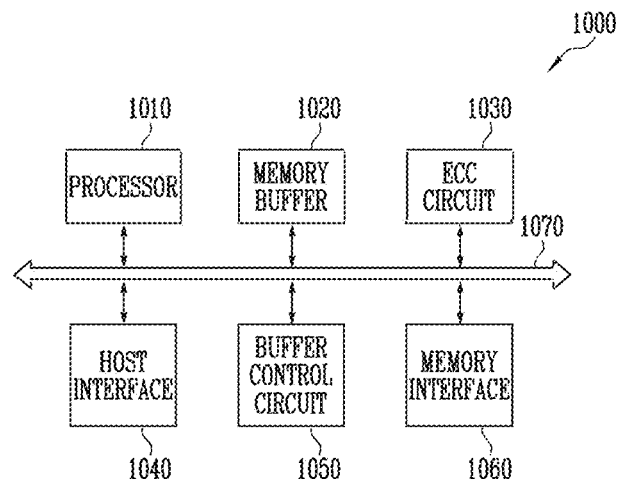 1000
1010
1020
1030
PROCESSOR
MEMORY
BUFFER
ECC
CIRCUIT
1070
HOST
INTERFACE
BUFFER
CONTROL
CIRCUIT
MEMORY
INTERFACE
1040
1050
1060